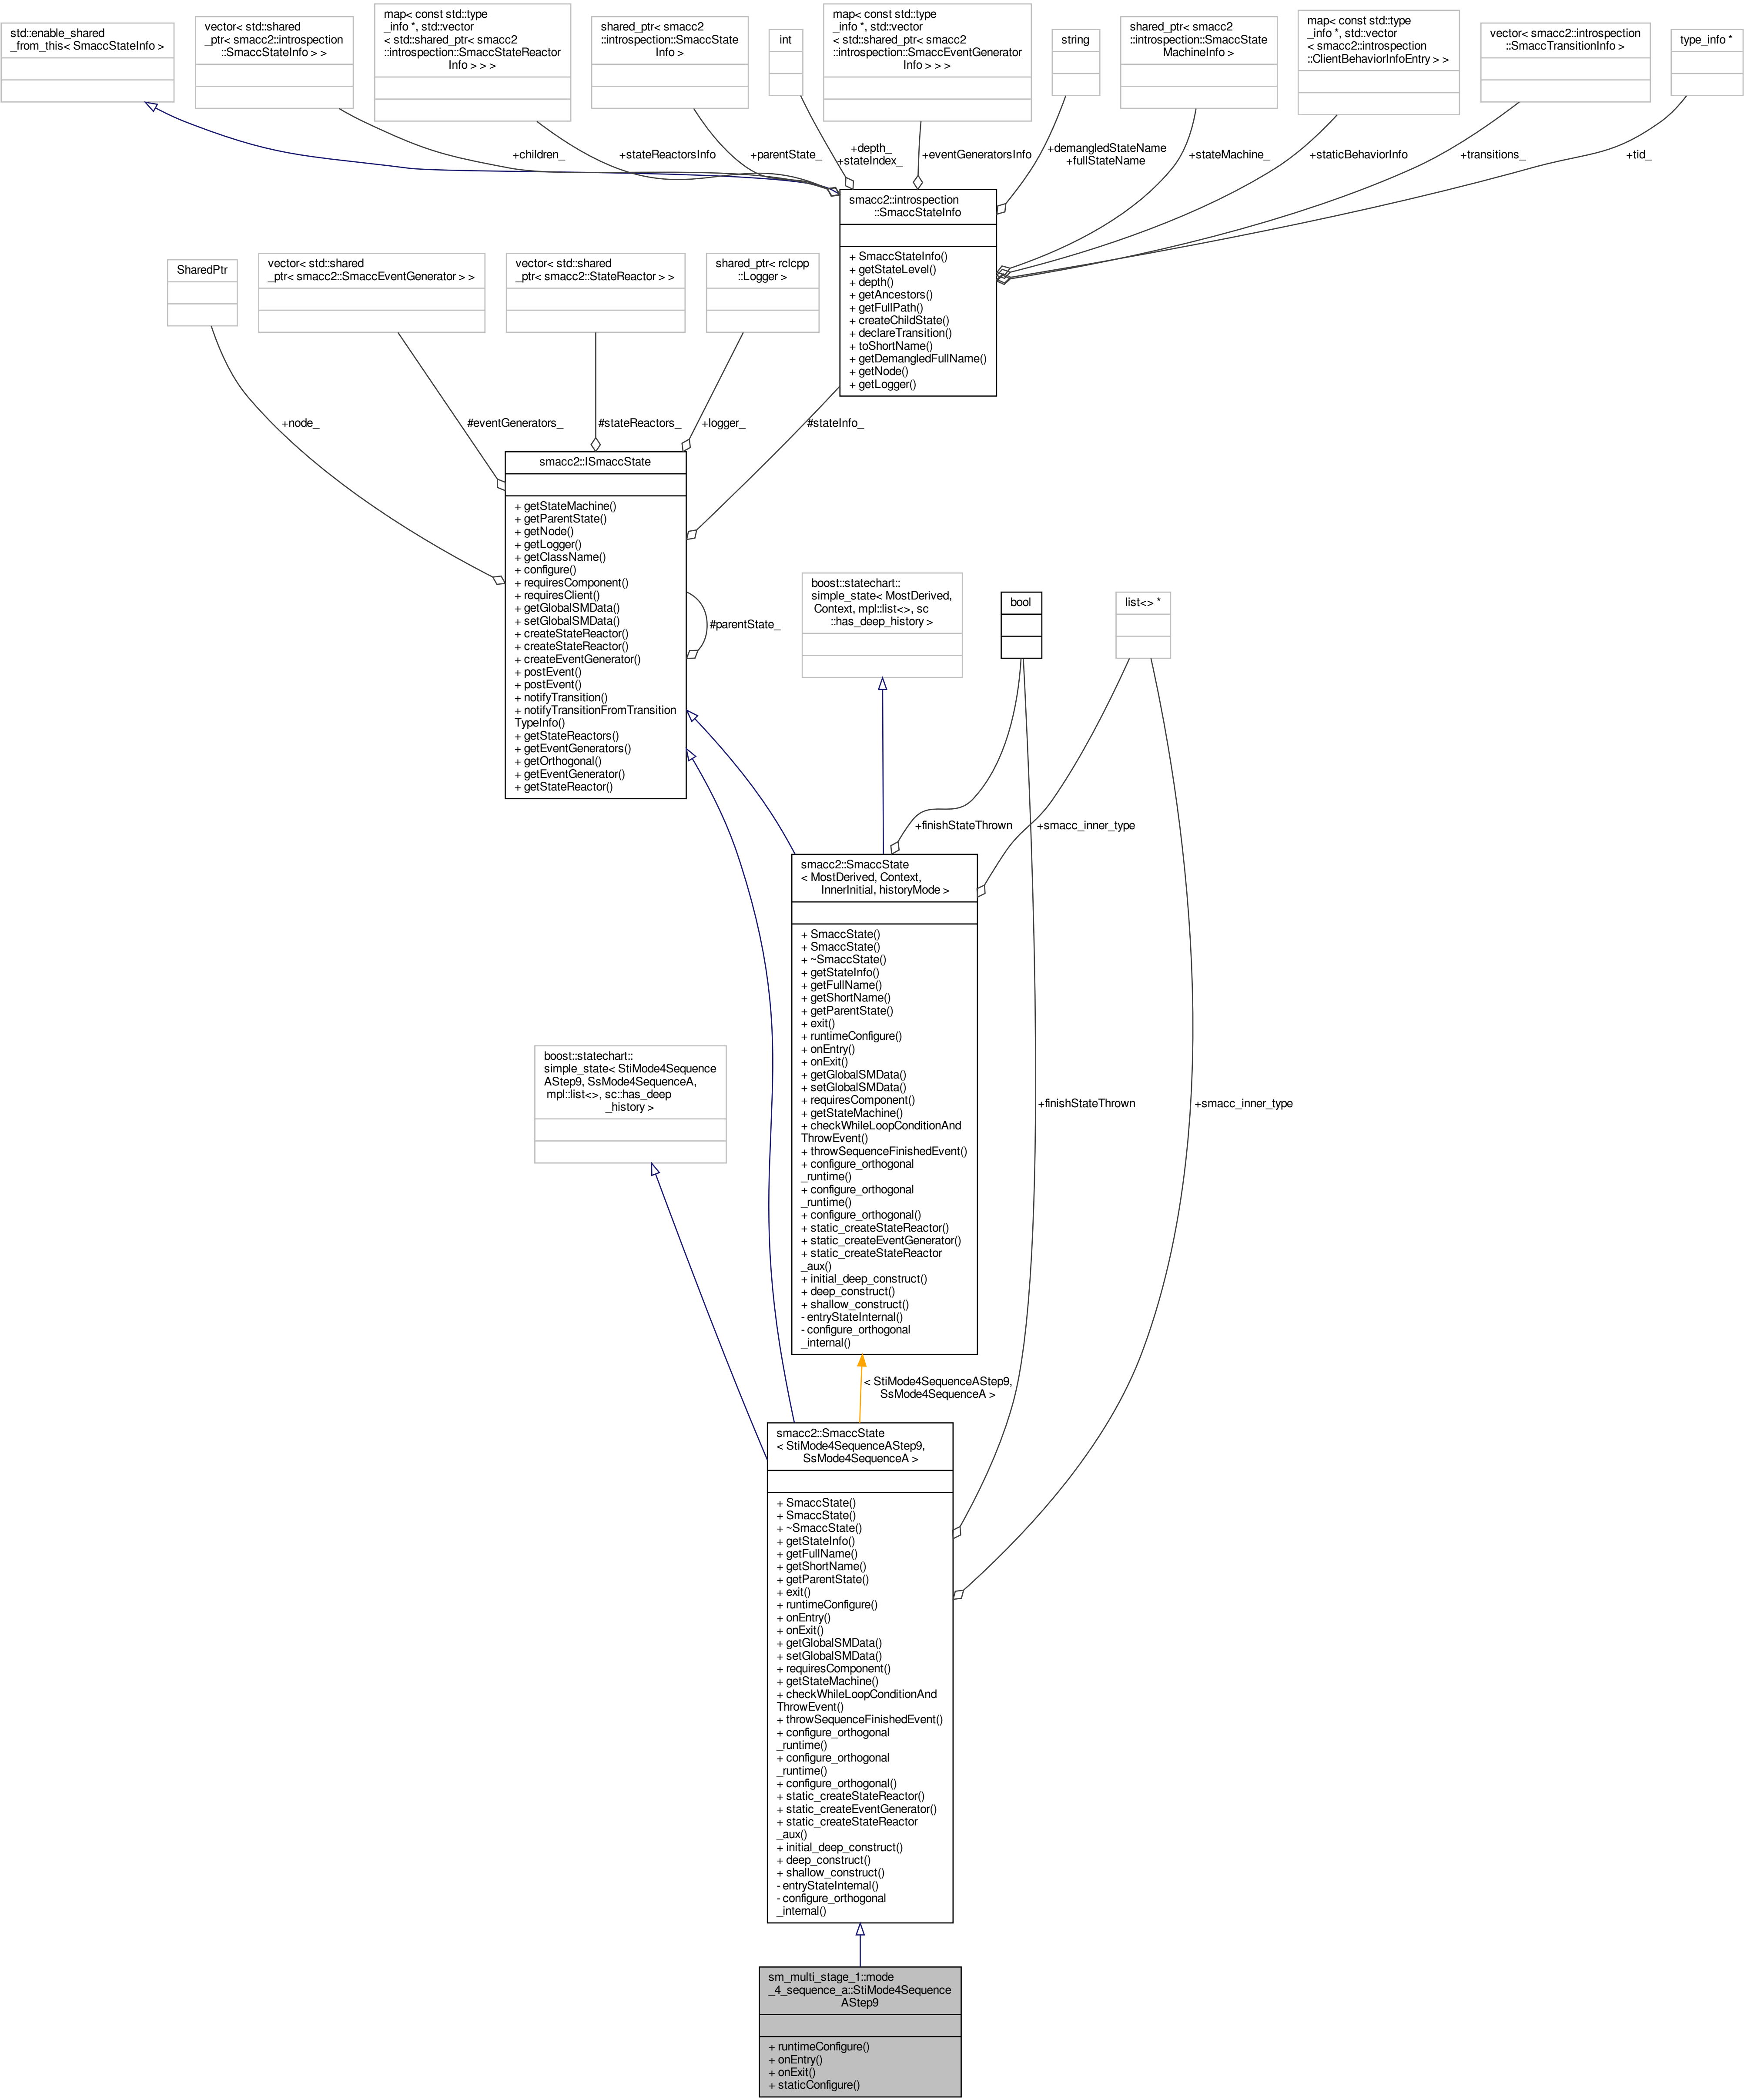 std::enable_shared
_from_this< SmaccStateInfo >
vector< std::shared
_ptr< smacc2::introspection
::SmaccStateInfo > >
map< const std::type
_info *, std::vector
< std::shared_ptr< smacc2
::introspection::SmaccStateReactor
Info > > >
shared_ptr< smacc2
::introspection::SmaccState
Info >
int
map< const std::type
_info *, std::vector
< std::shared_ptr< smacc2
::introspection::SmaccEventGenerator
Info > > >
string
shared_ptr< smacc2
::introspection::SmaccState
MachineInfo >
map< const std::type
_info *, std::vector
< smacc2::introspection
::ClientBehaviorInfoEntry > >
vector< smacc2::introspection
::SmaccTransitionInfo >
type_info *
+children_
+stateReactorsInfo
+parentState_
+depth_
+stateIndex_
+eventGeneratorsInfo
+demangledStateName
+fullStateName
+stateMachine_
+staticBehaviorInfo
+transitions_
+tid_
smacc2::introspection
::SmaccStateInfo
+ SmaccStateInfo()
+ getStateLevel()
+ depth()
+ getAncestors()
+ getFullPath()
+ createChildState()
+ declareTransition()
+ toShortName()
+ getDemangledFullName()
+ getNode()
+ getLogger()
SharedPtr
vector< std::shared
_ptr< smacc2::SmaccEventGenerator > >
vector< std::shared
_ptr< smacc2::StateReactor > >
shared_ptr< rclcpp
::Logger >
+node_
#eventGenerators_
#stateReactors_
+logger_
#stateInfo_
smacc2::ISmaccState
+ getStateMachine()
+ getParentState()
+ getNode()
+ getLogger()
+ getClassName()
+ configure()
+ requiresComponent()
+ requiresClient()
+ getGlobalSMData()
+ setGlobalSMData()
+ createStateReactor()
+ createStateReactor()
+ createEventGenerator()
+ postEvent()
+ postEvent()
+ notifyTransition()
+ notifyTransitionFromTransition
TypeInfo()
+ getStateReactors()
+ getEventGenerators()
+ getOrthogonal()
+ getEventGenerator()
+ getStateReactor()
#parentState_
boost::statechart::
simple_state< MostDerived,
Context, mpl::list<>, sc
::has_deep_history >
bool
list<> *
+finishStateThrown
+smacc_inner_type
smacc2::SmaccState
< MostDerived, Context,
InnerInitial, historyMode >
+ SmaccState()
+ SmaccState()
+ ~SmaccState()
+ getStateInfo()
+ getFullName()
+ getShortName()
+ getParentState()
+ exit()
+ runtimeConfigure()
+ onEntry()
+ onExit()
+ getGlobalSMData()
+ setGlobalSMData()
+ requiresComponent()
+ getStateMachine()
+ checkWhileLoopConditionAnd
ThrowEvent()
+ throwSequenceFinishedEvent()
+ configure_orthogonal
_runtime()
+ configure_orthogonal
_runtime()
+ configure_orthogonal()
+ static_createStateReactor()
+ static_createEventGenerator()
+ static_createStateReactor
_aux()
+ initial_deep_construct()
+ deep_construct()
+ shallow_construct()
- entryStateInternal()
- configure_orthogonal
_internal()
boost::statechart::
simple_state< StiMode4Sequence
AStep9, SsMode4SequenceA,
mpl::list<>, sc::has_deep
_history >
+finishStateThrown
+smacc_inner_type
< StiMode4SequenceAStep9,
SsMode4SequenceA >
smacc2::SmaccState
< StiMode4SequenceAStep9,
SsMode4SequenceA >
+ SmaccState()
+ SmaccState()
+ ~SmaccState()
+ getStateInfo()
+ getFullName()
+ getShortName()
+ getParentState()
+ exit()
+ runtimeConfigure()
+ onEntry()
+ onExit()
+ getGlobalSMData()
+ setGlobalSMData()
+ requiresComponent()
+ getStateMachine()
+ checkWhileLoopConditionAnd
ThrowEvent()
+ throwSequenceFinishedEvent()
+ configure_orthogonal
_runtime()
+ configure_orthogonal
_runtime()
+ configure_orthogonal()
+ static_createStateReactor()
+ static_createEventGenerator()
+ static_createStateReactor
_aux()
+ initial_deep_construct()
+ deep_construct()
+ shallow_construct()
- entryStateInternal()
- configure_orthogonal
_internal()
sm_multi_stage_1::mode
_4_sequence_a::StiMode4Sequence
AStep9
+ runtimeConfigure()
+ onEntry()
+ onExit()
+ staticConfigure()